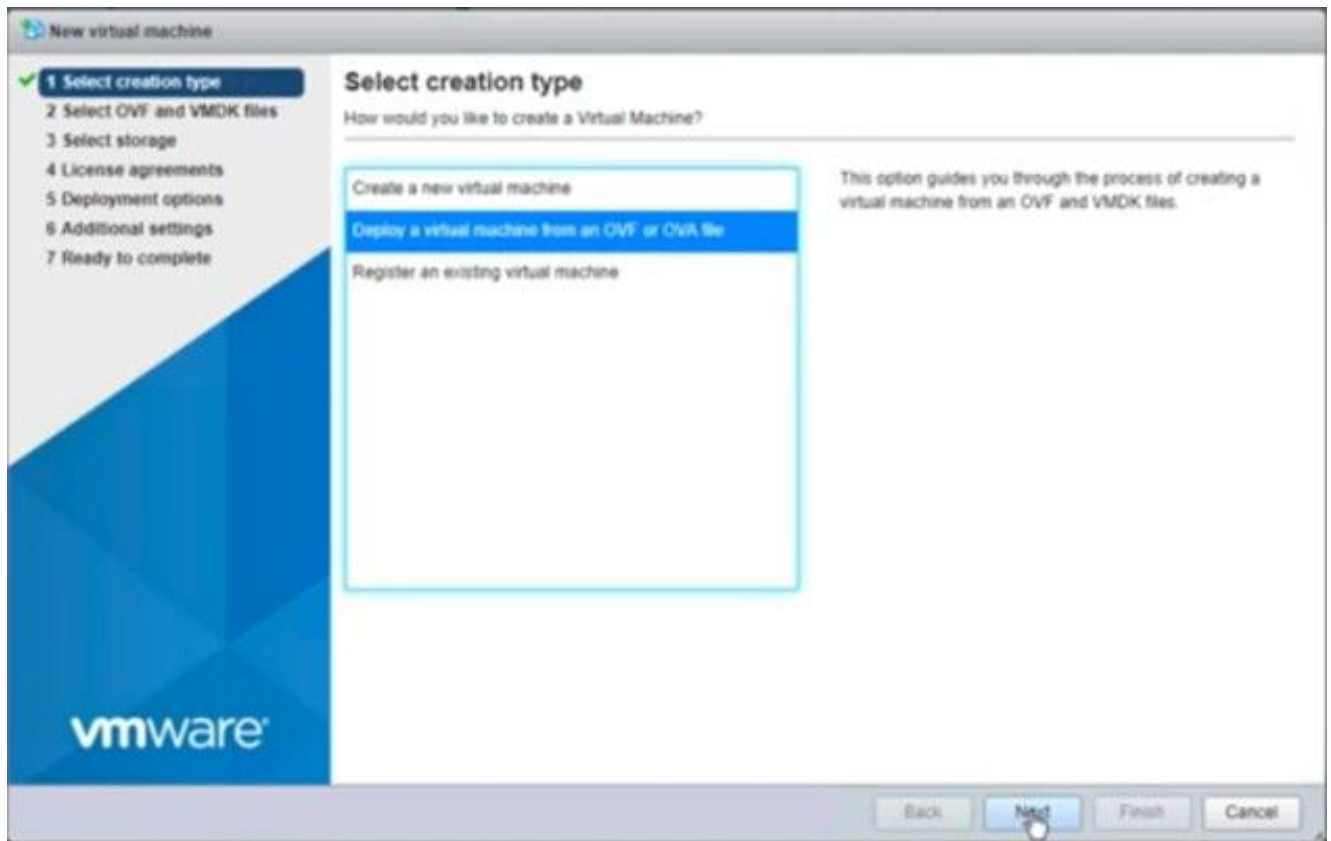 New virtual machine
1 Select creation type
2 Select OVF and VMDK files
3 Select storage
4 License agreements
5 Deployment options
6 Additional settings
7 Ready to complete
vmware
Select creation type
How would you like to create a Virtual Machine?
Create a new virtual machine
Deploy a virtual machine from an OVF or OVA file
Register an existing virtual machine
This option guides you through the process of creating a
virtual machine from an OVF and VMDK files.
Back
Next
Finish
Cancel